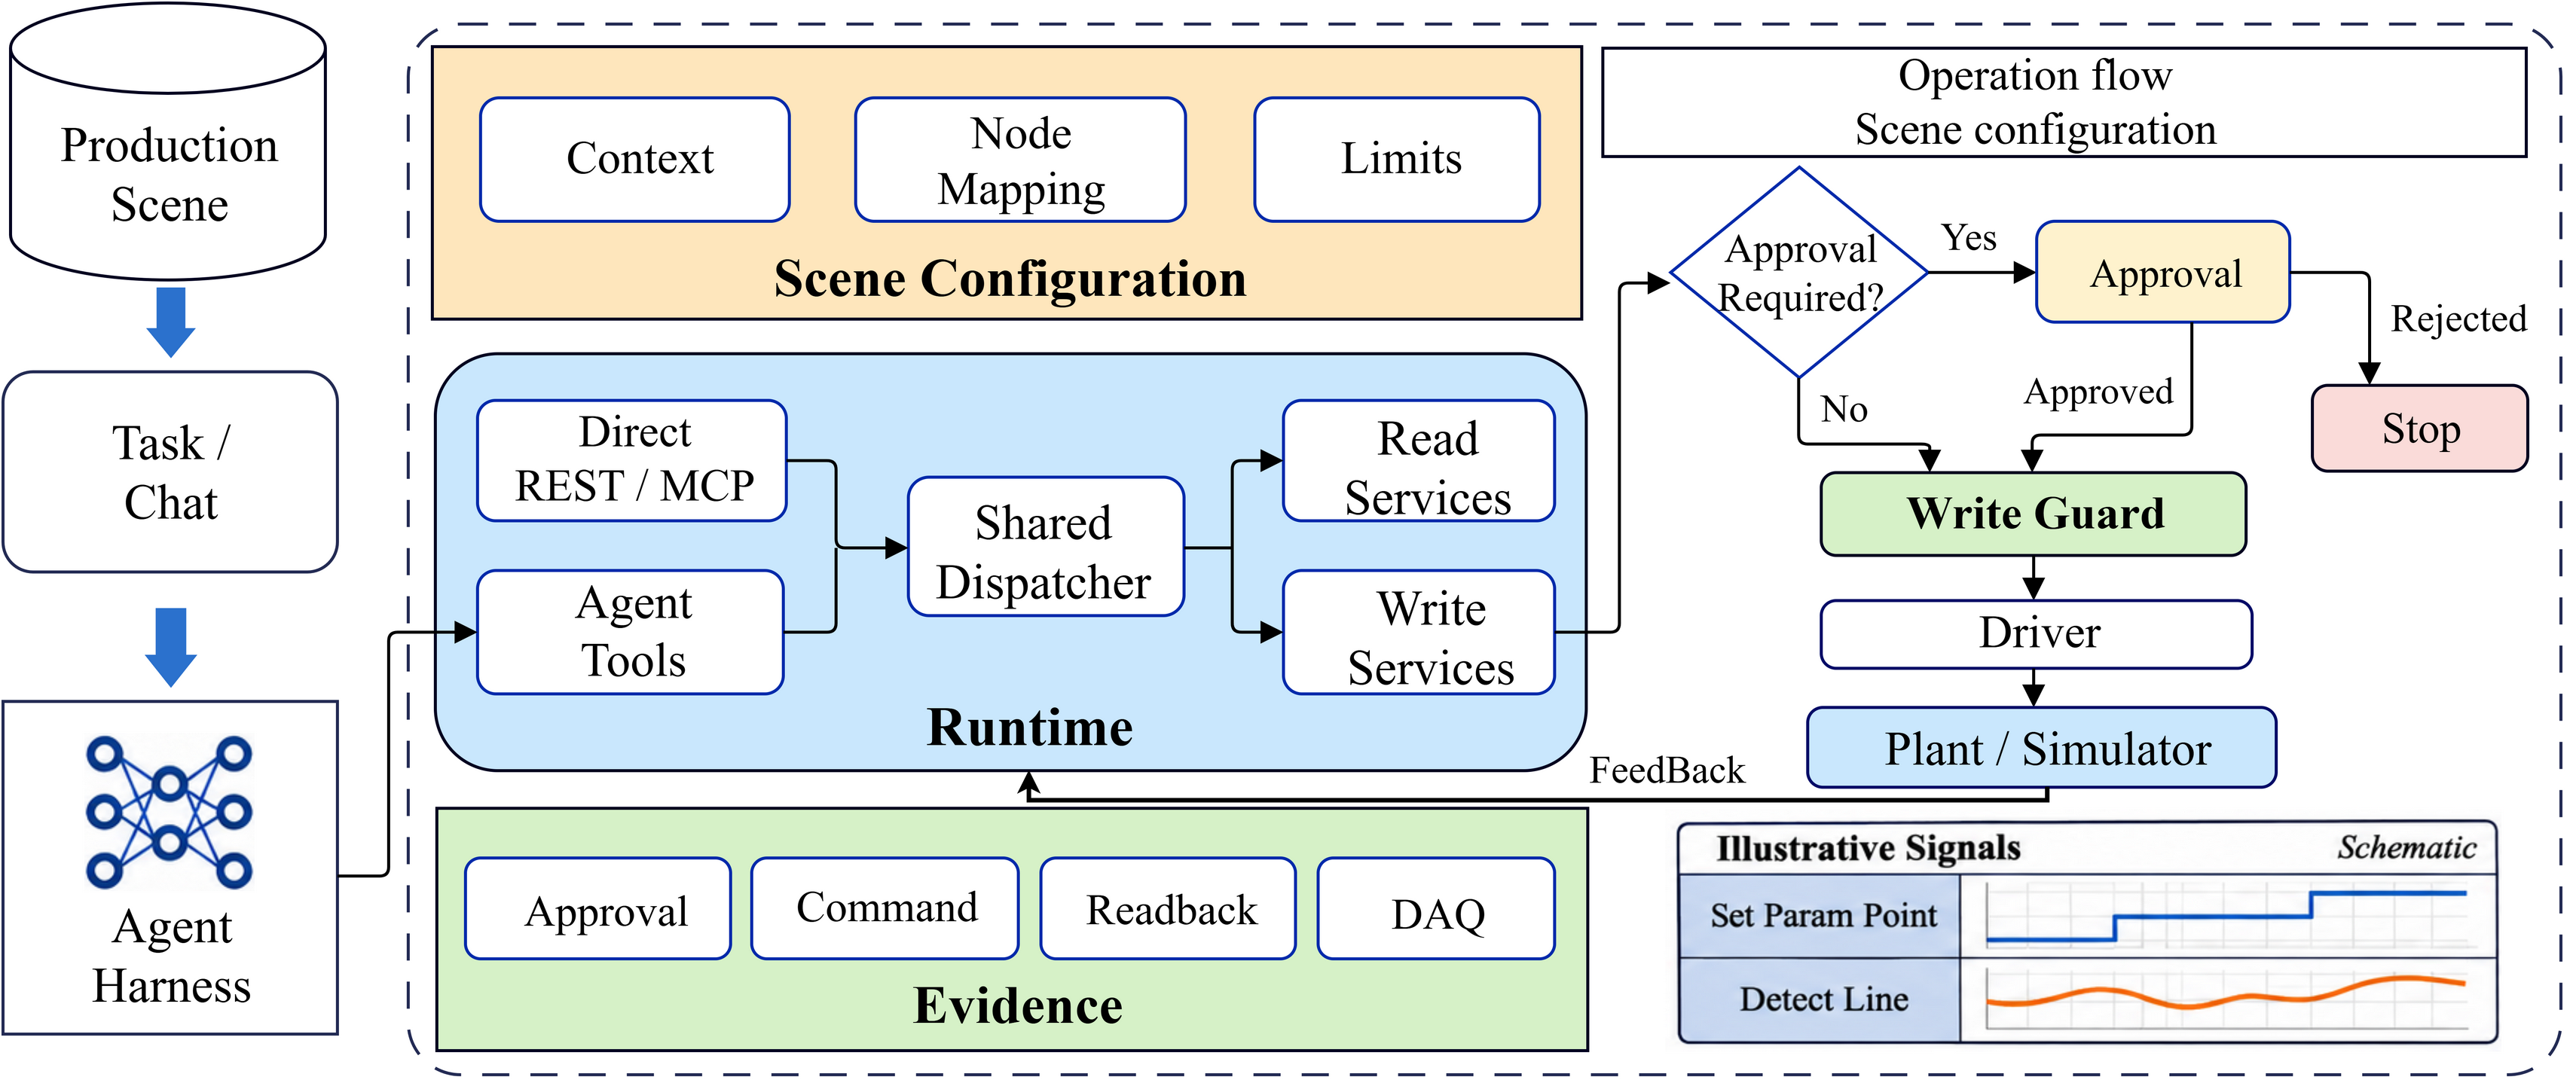 Production
Scene
Task /
Chat
Agent
Harness
Context
Node
Mapping
Limits
Scene Configuration
Direct
REST / MCP
Agent
Tools
Shared
Dispatcher
Read
Services
Write
Services
Runtime
Approval
Command
Readback
DAQ
Evidence
Operation flow
Scene configuration
Approval
Required?
Yes
Approval
Rejected
No
Approved
Stop
Write Guard
Driver
Plant / Simulator
FeedBack
Illustrative Signals
Schematic
Set Param Point
Detect Line